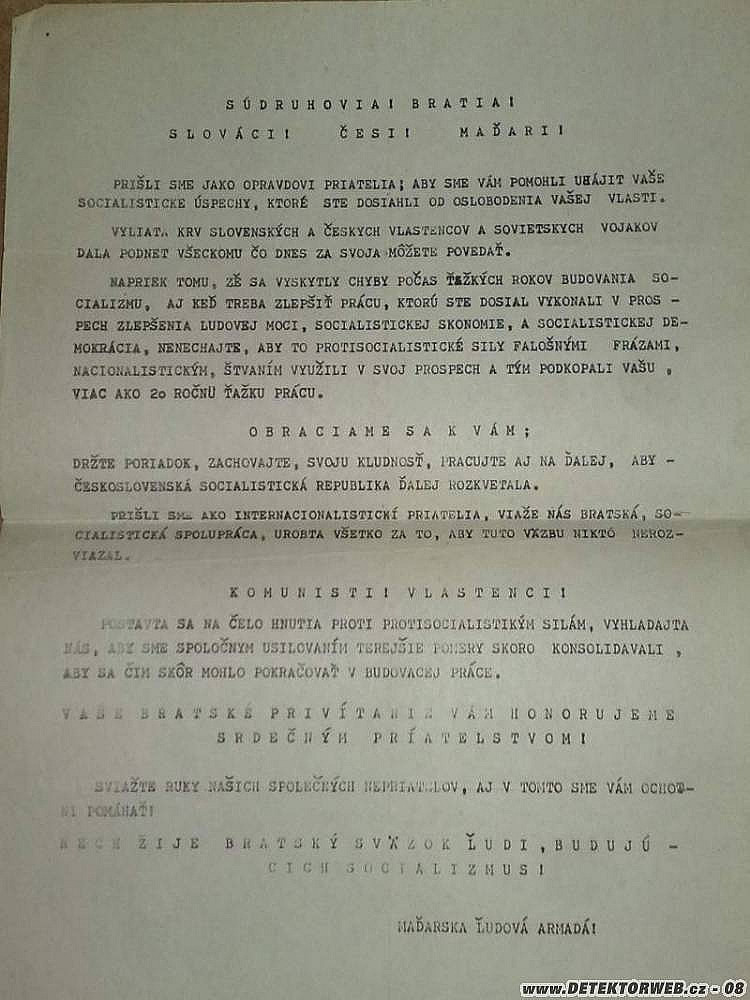 SÚDRUHOVIA! BRATIA!
SLOVÁCI! ČESI! MAĎARI!
PRIŠLI SME JAKO OPRAVDOVI PRIATELIA; ABY SME VÁM POMOHLI UHÁJIT VAŠE
SOCIALISTICKE ÚSPECHY, KTORÉ STE DOSIAHLI OD OSLOBODENIA VAŠEJ VLASTI.
VYLIATA KRV SLOVENSKÝCH A ČESKYCH VLASTENCOV A SOVIETSKYCH VOJAKOV
DALA PODNET VŠECKOMU ČO DNES ZA SVOJA MÔŽETE POVEDAŤ.
NAPRIEK TOMU, ZĚ SA VYSKYTLY CHYBY POČAS ŤAŽKÝCH ROKOV BUDOVANIA SO-
CIALIZMU, AJ KEĎ TREBA ZLEPŠIŤ PRÁCU, KTORÚ STE DOSIAL VYKONALI V PROS -
PECH ZLEPŠENIA LUDOVEJ MOCI, SOCIALISTICKEJ SKONOMIE, A SOCIALISTICKEJ DE-
MOKRÁCIA, NENECHAJTE, ABY TO PROTISOCIALISTICKÉ SILY FALOŠNÝMI FRÁZAMI,
NACIONALISTICKÝM, ŠTVANÍM VYUŽILI V SVOJ PROSPECH A TÝM PODKOPALI VAŠU ,
VIAC AKO 2o ROČNÜ ŤAŽKU PRÁCU.
OBRACIAME SA K VÁM;
DRŽTE PORIADOK, ZACHOVAJTE, SVOJU KLUDNOSŤ, PRACUJTE AJ NA ĎALEJ, ABY -
ČESKOSLOVENSKÁ SOCIALISTICKÁ REPUBLIKA ĎALEJ ROZKVETALA.
PRIŠLI SME AKO INTERNACIONALISTICKÍ PRIATELIA, VIAŽE NÁS BRATSKÁ, SO-
CIALISTICKÁ SPOLUPRÁCA, UROBTA VŠETKO ZA TO, ABY TUTO VÄZBU NIKTÓ NEROZ-
VIAZAL.
KOMUNISTI! VLASTENCI!
POSTAVTA SA NA ČELO HNUTIA PROTI PROTISOCIALISTIKÝM SILÁM, VYHLADAJTA
NÁS, ABY SME SPOLOČNYM USILOVANÍM TEREJŠIE POMERY SKORO KONSOLIDAVALI ,
ABY SA ČIM SKÔR MOHLO POKRAČOVAŤ V BUDOVACEJ PRÁCE.
VAŠE BRATSKÉ PRIVÍTANIE VÁM HONORUJEME
SRDEČNÝM PRÍATELSTVOM!
SVIAŽTE RUKY NAŠICH SPOLEČNÝCH NEPRIATELOV, AJ V TOMTO SME VÁM OCHOT-
NI POMÁHAŤ!
NECH ŽIJE BRATSKÝ SVÄZOK ĽUDI, BUDUJÚ -
CICH SOCIALIZMUS!
MAĎARSKA ĽUDOVÁ ARMADÁ!
www.DETEKTORWEB.cz - 08